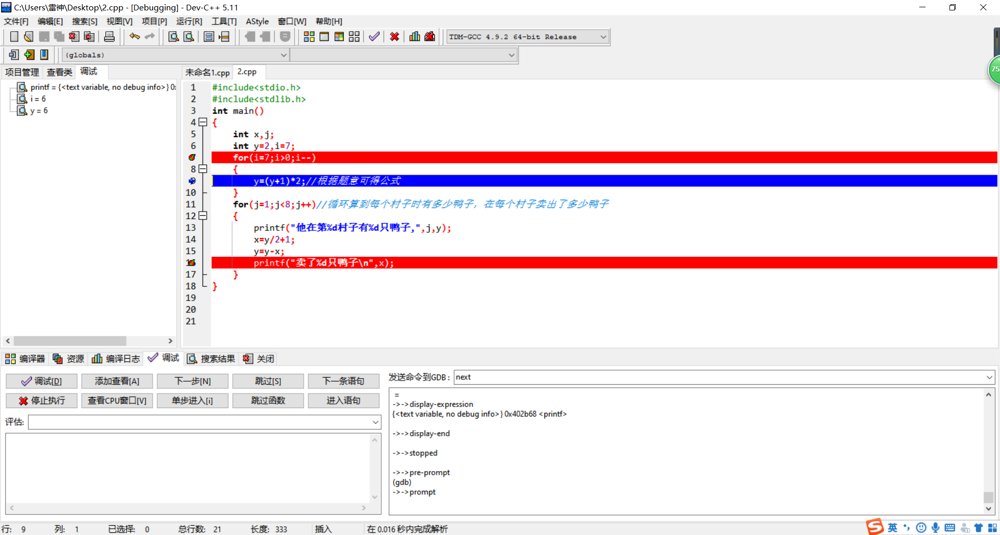 C:\Users\雷神\Desktop\2.cpp - [Debugging] - Dev-C++ 5.11
文件[F] 编辑[E] 搜索[S] 视图[V] 项目[P] 运行[R] 工具[T] AStyle 窗口[W] 帮助[H]
TDM-GCC 4.9.2 64-bit Release
(globals)
项目管理 查看类 调试
未命名1.cpp 2.cpp
printf = {<text variable, no debug info>} 0x
i = 6
y = 6
1 #include<stdio.h>
2 #include<stdlib.h>
3 int main()
4 {
5 int x,j;
6 int y=2,i=7;
for(i=7;i>0;i--)
8 {
y=(y+1)*2;//根据题意可得公式
10 }
11 for(j=1;j<8;j++)//循环算到每个村子时有多少鸭子，在每个村子卖出了多少鸭子
12 {
13 printf("他在第%d村子有%d只鸭子,",j,y);
14 x=y/2+1;
15 y=y-x;
printf("卖了%d只鸭子\n",x);
17 }
18 }
19
20
21
75
编译器 资源 编译日志 调试 搜索结果 关闭
调试[D] 添加查看[A] 下一步[N] 跳过[S] 下一条语句
停止执行 查看CPU窗口[V] 单步进入[i] 跳过函数 进入语句
评估:
发送命令到GDB: next
=
->->display-expression
{<text variable, no debug info>} 0x402b68 <printf>
->->display-end
->->stopped
->->pre-prompt
(gdb)
->->prompt
行: 9 列: 1 已选择: 0 总行数: 21 长度: 333 插入 在 0.016 秒内完成解析
S 英